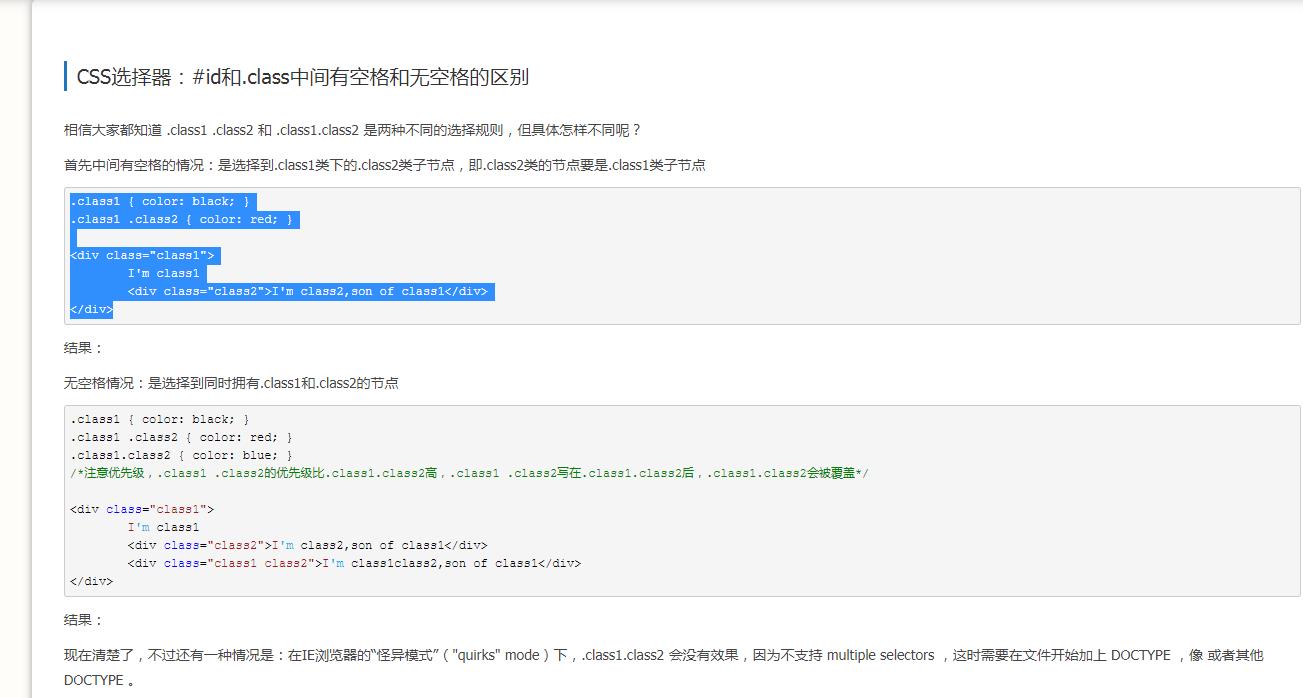 CSS选择器：#id和.class中间有空格和无空格的区别
相信大家都知道 .class1 .class2 和 .class1.class2 是两种不同的选择规则，但具体怎样不同呢？
首先中间有空格的情况：是选择到.class1类下的.class2类子节点，即.class2类的节点要是.class1类子节点
.class1 { color: black; }
.class1 .class2 { color: red; }
<div class="class1">
I'm class1
<div class="class2">I'm class2,son of class1</div>
</div>
结果：
无空格情况：是选择到同时拥有.class1和.class2的节点
.class1 { color: black; }
.class1 .class2 { color: red; }
.class1.class2 { color: blue; }
/*注意优先级，.class1 .class2的优先级比.class1.class2高，.class1 .class2写在.class1.class2后，.class1.class2会被覆盖*/
<div class="class1">
I'm class1
<div class="class2">I'm class2,son of class1</div>
<div class="class1 class2">I'm class1class2,son of class1</div>
</div>
结果：
现在清楚了，不过还有一种情况是：在IE浏览器的“怪异模式”（ "quirks" mode ）下，.class1.class2 会没有效果，因为不支持 multiple selectors ，这时需要在文件开始加上 DOCTYPE ，像 或者其他
DOCTYPE 。